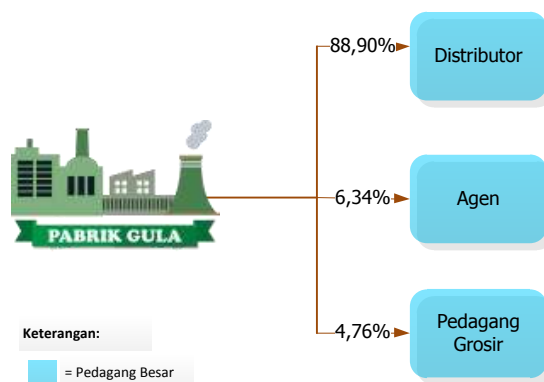 88,90%
Distributor
6,34%
Agen
PABRIK GULA
4,76%
Pedagang
Grosir
Keterangan:
= Pedagang Besar